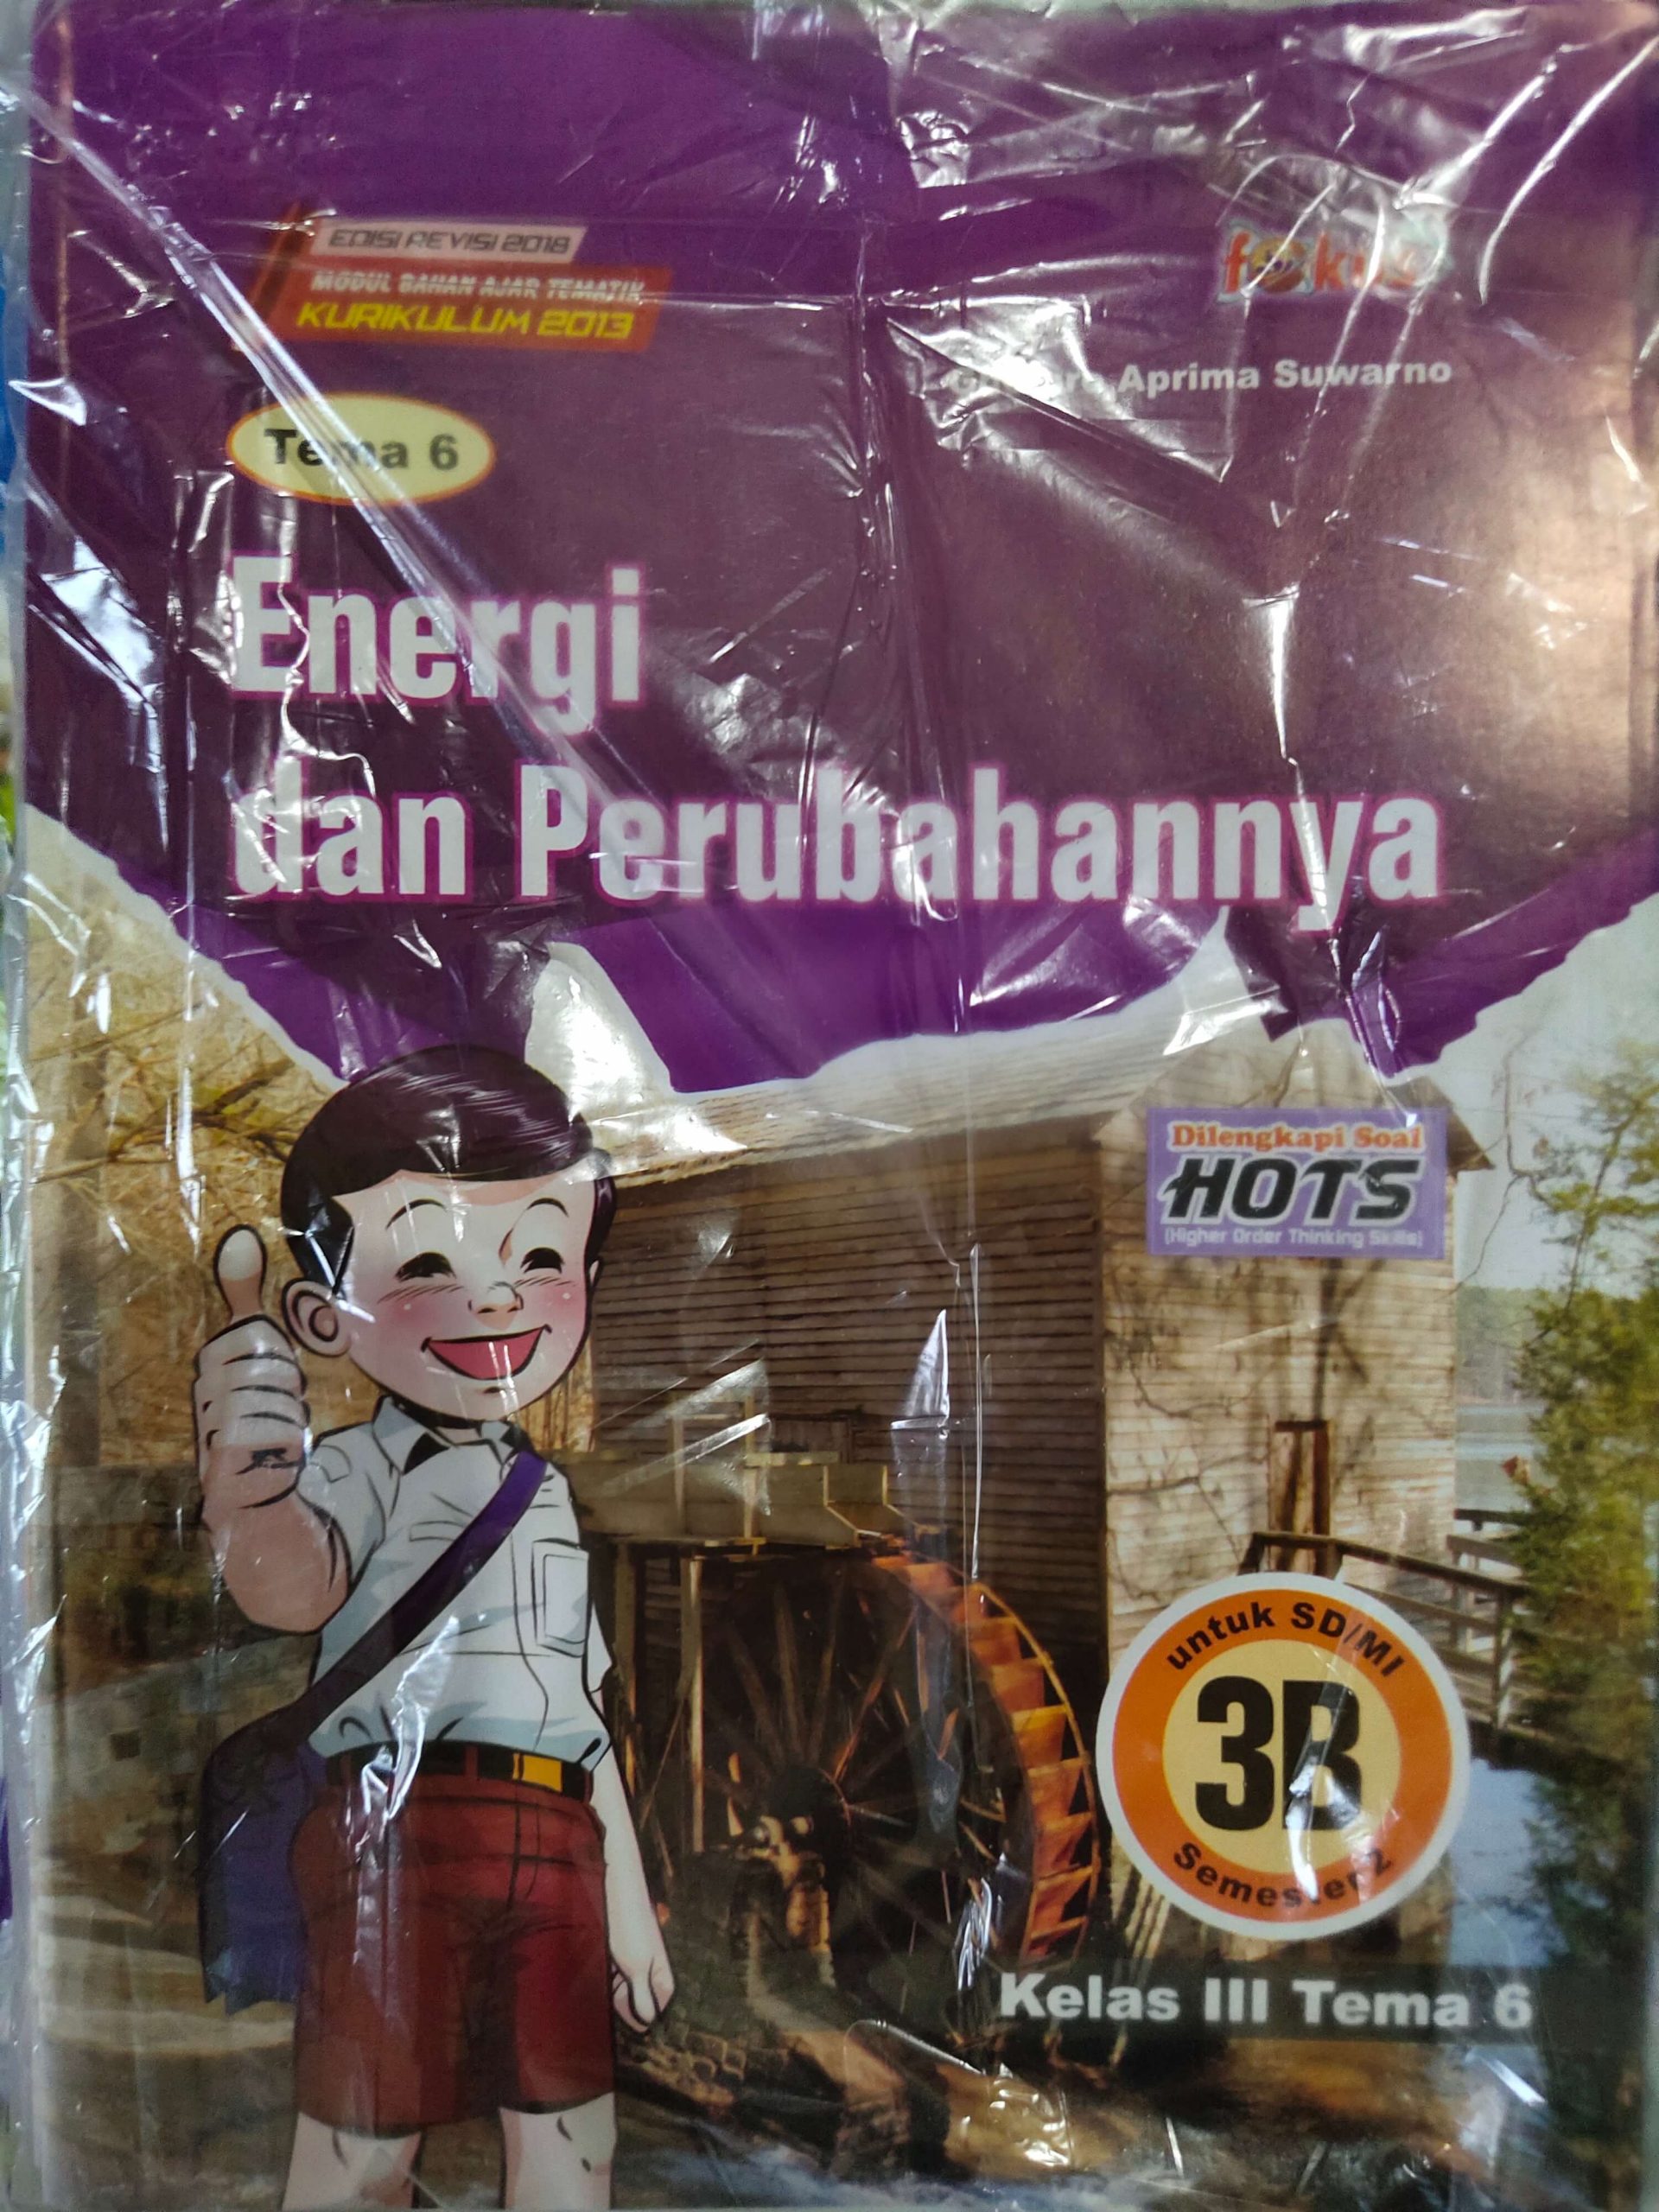 EDISI REVISI 2018
MODUL BAHAN AJAR TEMATIK
KURIKULUM 2013
fokus
Aprima Suwarno
Tema 6
Energi
dan Perubahannya
Dilengkapi Soal
HOTS
(Higher Order Thinking Skills)
untuk SD/MI
3B
Semester 2
Kelas III Tema 6